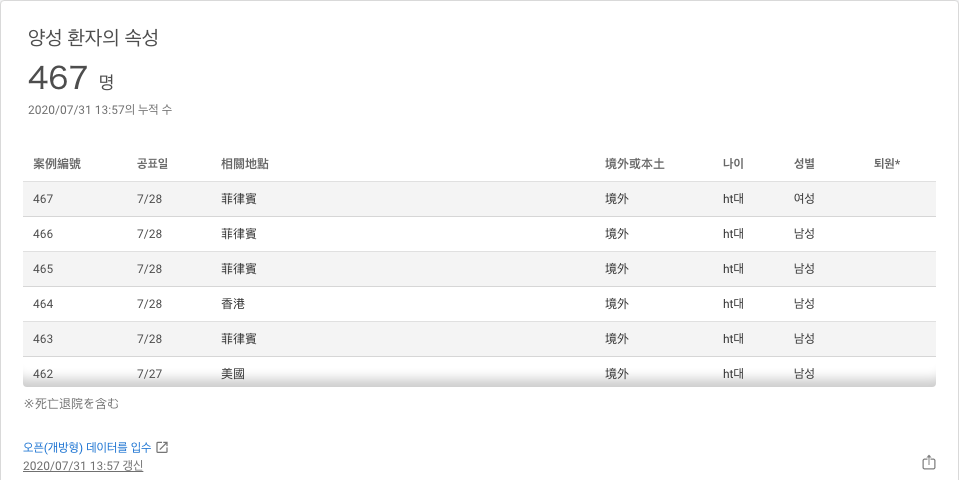 양성 환자의 속성
467 명
2020/07/31 13:57의 누적 수
案例編號 공표일 相關地點 境外或本土 나이 성별 퇴원*
467 7/28 菲律賓 境外 ht대 여성
466 7/28 菲律賓 境外 ht대 남성
465 7/28 菲律賓 境外 ht대 남성
464 7/28 香港 境外 ht대 남성
463 7/28 菲律賓 境外 ht대 남성
462 7/27 美國 境外 ht대 남성
※死亡退院を含む
오픈(개방형) 데이터를 입수
2020/07/31 13:57 갱신